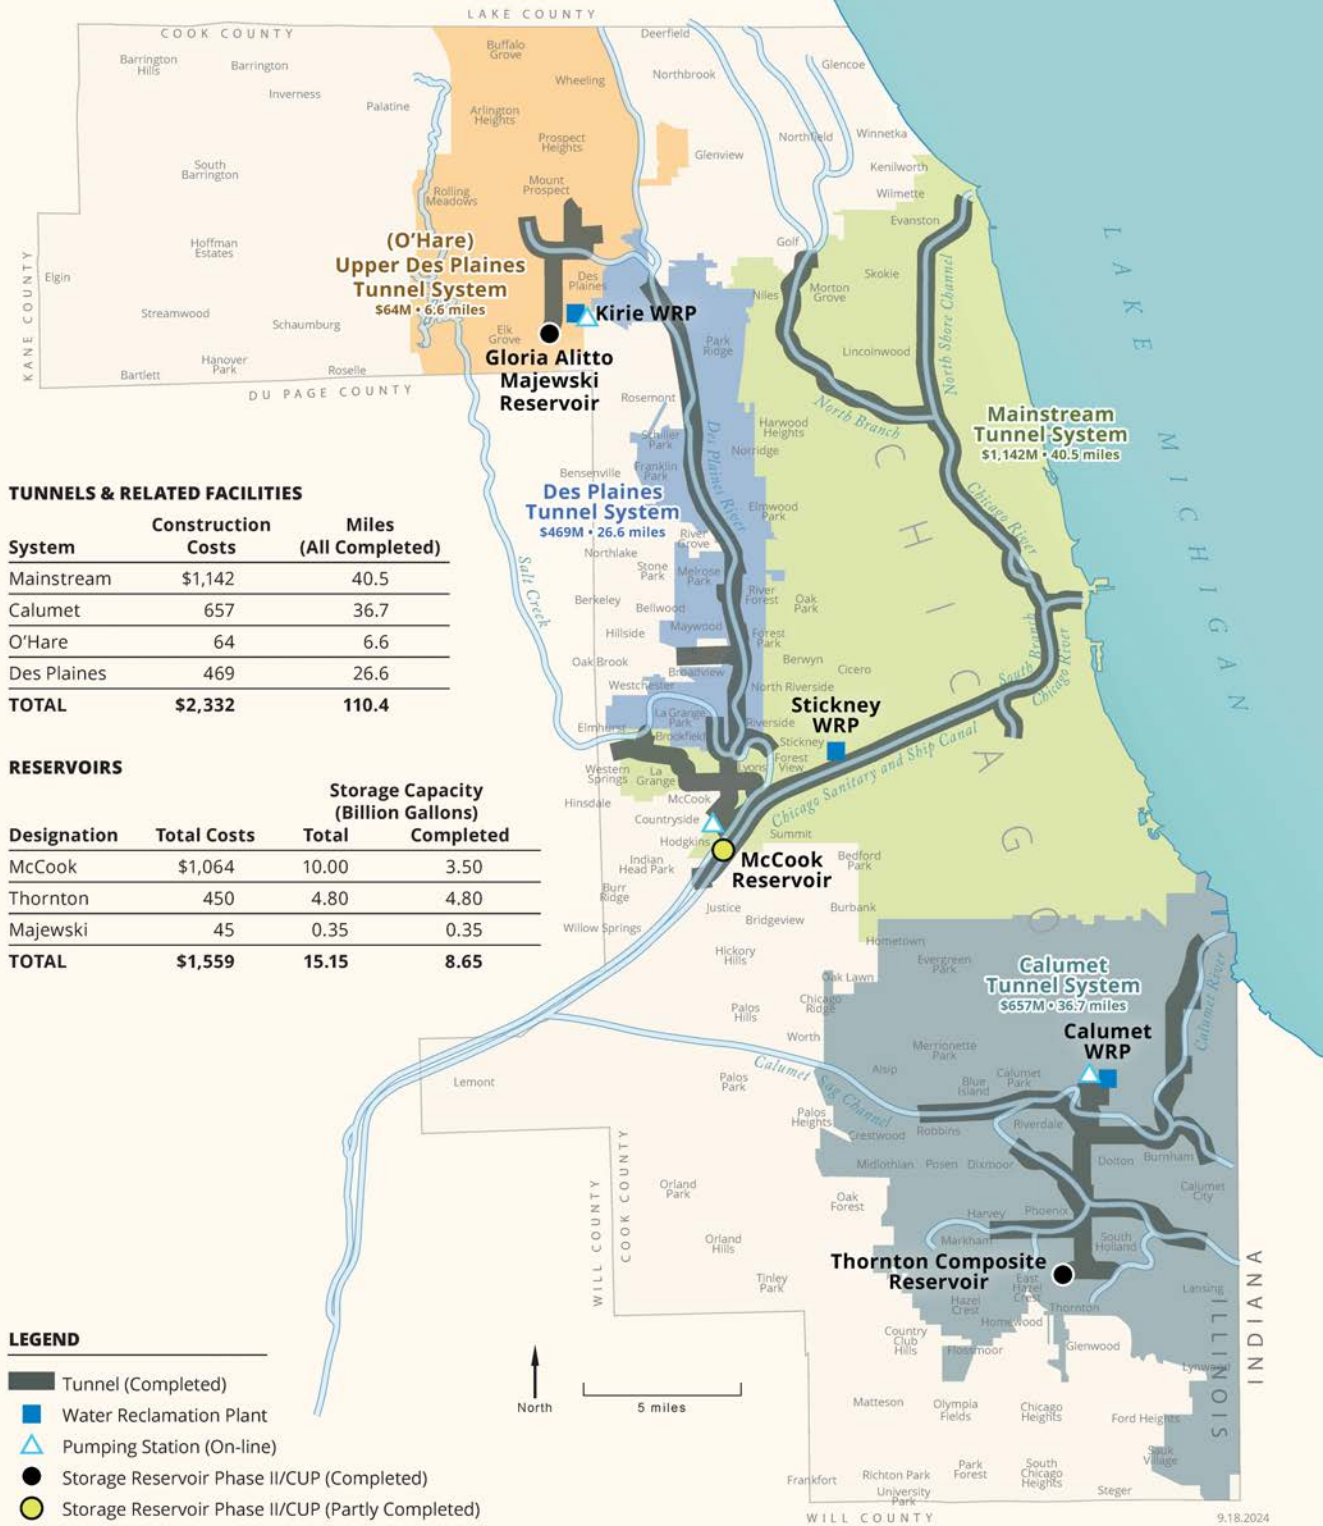 LAKE COUNTY
COOK COUNTY
Deerfield
Buffalo
Grove
Barrington
Hills
Barrington
Glencoe
Northbrook
Wheeling
Inverness
Palatine
Arlington
Heights
Prospect
Heights
Northfield
Winnetka
Glenview
Kenilworth
South
Barrington
Mount
Prospect
Rolling
Meadows
Wilmette
Evanston
Golf
Hoffman
Estates
(O'Hare)
Upper Des Plaines
Tunnel System
$64M • 6.6 miles
Elgin
KANE COUNTY
Skokie
Des
Plaines
Niles
Morton
Grove
North Shore Channel
LAKE MICHIGAN
Streamwood
Schaumburg
Kirie WRP
Elk
Grove
Park
Ridge
Lincolnwood
Gloria Alitto
Majewski
Reservoir
Hanover
Park
Bartlett
Roselle
DU PAGE COUNTY
Rosemont
North Branch
Mainstream
Tunnel System
$1,142M • 40.5 miles
Harwood
Heights
Norridge
Schiller
Park
Franklin
Park
Bensenville
Des Plaines River
CHICAGO
Des Plaines
Tunnel System
$469M • 26.6 miles
Elmwood
Park
Chicago River
River
Grove
Northlake
Stone
Park
Melrose
Park
Salt Creek
Berkeley
Bellwood
River
Forest
Oak
Park
Hillside
Maywood
Forest
Park
Oak Brook
Broadview
Berwyn
Cicero
South Branch
Chicago River
Westchester
North Riverside
La Grange
Park
Riverside
Stickney
WRP
Elmhurst
Brookfield
Stickney
Forest
View
Lyons
Western
Springs
La
Grange
McCook
Hinsdale
Chicago Sanitary and Ship Canal
Countryside
Hodgkins
Summit
Indian
Head Park
McCook
Reservoir
Bedford
Park
Burr
Ridge
Justice
Bridgeview
Burbank
Willow Springs
Hometown
Hickory
Hills
Evergreen
Park
Oak Lawn
Calumet
Tunnel System
$657M • 36.7 miles
Calumet River
Chicago
Ridge
Palos
Hills
Worth
Calumet
WRP
Merrionette
Park
Alsip
Calumet
Park
Blue
Island
Calumet Sag Channel
Lemont
Palos
Park
Palos
Heights
Crestwood
Robbins
Riverdale
Midlothian
Posen
Dixmoor
Dolton
Burnham
Calumet
City
Orland
Park
Oak
Forest
Harvey
Phoenix
Markham
South
Holland
WILL COUNTY
COOK COUNTY
Orland
Hills
Thornton Composite
Reservoir
Tinley
Park
East
Hazel
Crest
Hazel
Crest
Thornton
Lansing
Homewood
Country
Club
Hills
Flossmoor
Glenwood
Lynwood
ILLINOIS
INDIANA
Matteson
Olympia
Fields
Chicago
Heights
Ford Heights
Sauk
Village
Frankfort
Richton Park
University
Park
Park
Forest
South
Chicago
Heights
Steger
WILL COUNTY
9.18.2024
TUNNELS & RELATED FACILITIES
System Construction Costs Miles (All Completed)
Mainstream $1,142 40.5
Calumet 657 36.7
O'Hare 64 6.6
Des Plaines 469 26.6
TOTAL $2,332 110.4
RESERVOIRS
Storage Capacity
(Billion Gallons)
Designation Total Costs Total Completed
McCook $1,064 10.00 3.50
Thornton 450 4.80 4.80
Majewski 45 0.35 0.35
TOTAL $1,559 15.15 8.65
LEGEND
Tunnel (Completed)
Water Reclamation Plant
Pumping Station (On-line)
Storage Reservoir Phase II/CUP (Completed)
Storage Reservoir Phase II/CUP (Partly Completed)
North
5 miles